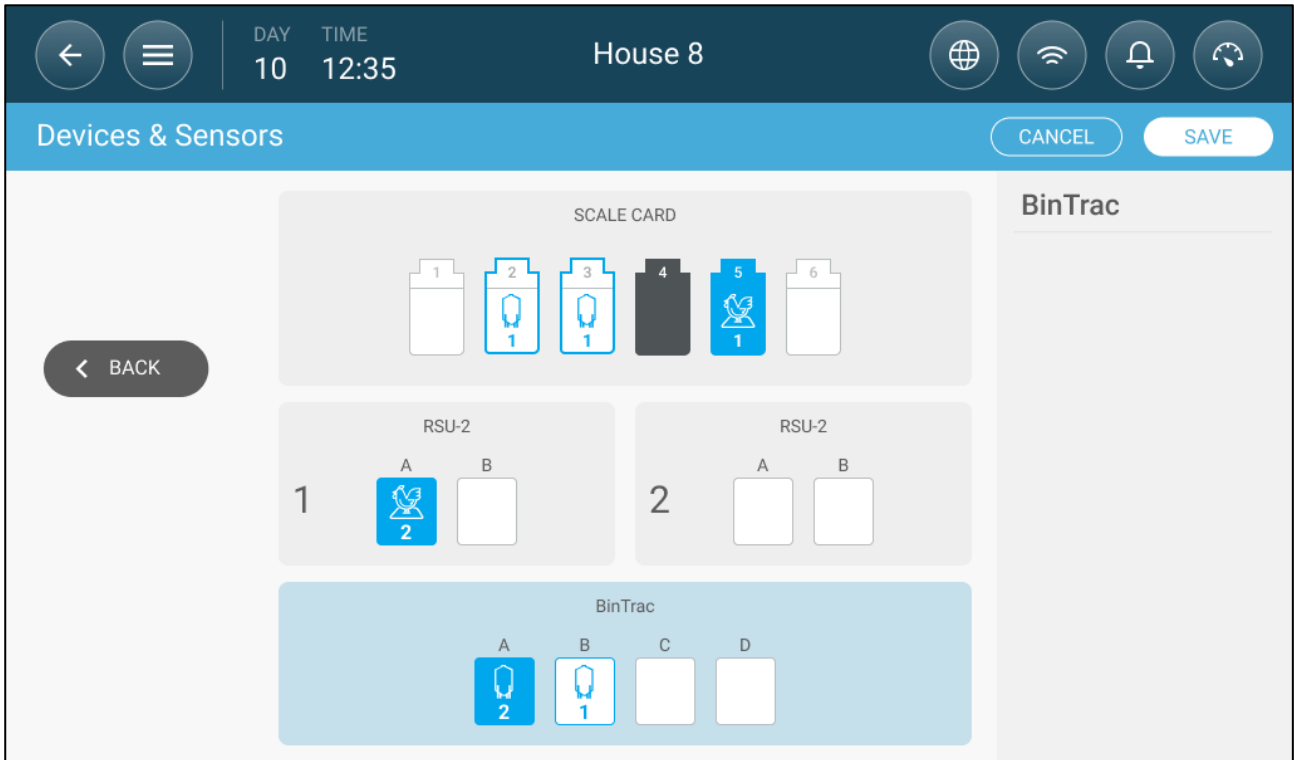 DAY TIME
10 12:35
House 8
Devices & Sensors
CANCEL
SAVE
BinTrac
SCALE CARD
1 2 3 4 5 6
1 1 1
BACK
RSU-2
A B
1
2
RSU-2
A B
2
BinTrac
A B C D
2 1